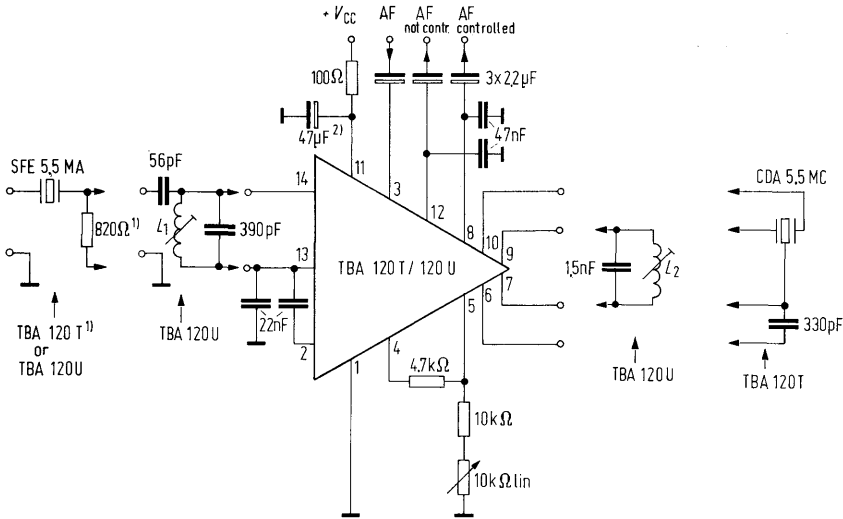 + VCC
AF
AF
not contr.
AF
controlled
100Ω
3×2,2µF
47µF 2)
47nF
SFE 5,5 MA
56pF
11
14
3
12
8
CDA 5,5 MC
820Ω 1)
L1
390pF
10
9
13
TBA 120 T / 120 U
7
6
1,5nF
L2
5
22nF
TBA 120 T 1)
or
TBA 120U
TBA 120U
2
1
4
4,7kΩ
330pF
TBA 120U
TBA 120T
10kΩ
10kΩ lin